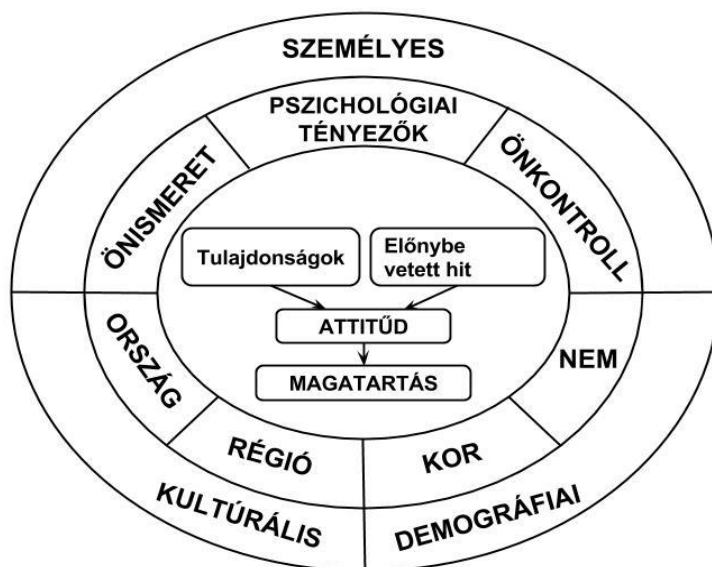 SZEMÉLYES
PSZICHOLÓGIAI
TÉNYEZŐK
ÖNISMERET
ÖNKONTROLL
Tulajdonságok
Előnybe
vetett hit
ATTITŰD
MAGATARTÁS
ORSZÁG
NEM
RÉGIÓ
KOR
KULTÚRÁLIS
DEMOGRÁFIAI